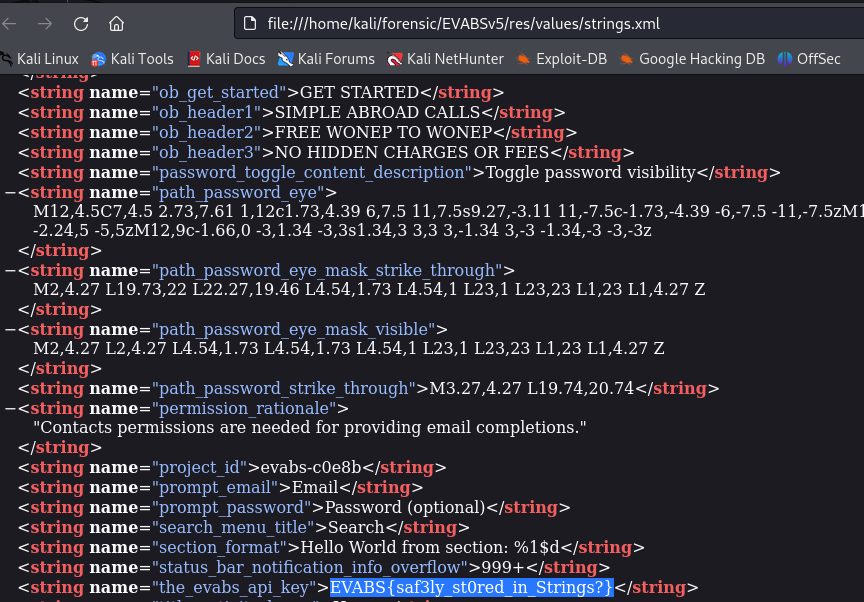 file:///home/kali/forensic/EVABSv5/res/values/strings.xml
Kali Linux Kali Tools Kali Docs Kali Forums Kali NetHunter Exploit-DB Google Hacking DB OffSec
</string>
<string name="ob_get_started">GET STARTED</string>
<string name="ob_header1">SIMPLE ABROAD CALLS</string>
<string name="ob_header2">FREE WONEP TO WONEP</string>
<string name="ob_header3">NO HIDDEN CHARGES OR FEES</string>
<string name="password_toggle_content_description">Toggle password visibility</string>
−<string name="path_password_eye">
M12,4.5C7,4.5 2.73,7.61 1,12c1.73,4.39 6,7.5 11,7.5s9.27,-3.11 11,-7.5c-1.73,-4.39 -6,-7.5 -11,-7.5zM1
-2.24,5 -5,5zM12,9c-1.66,0 -3,1.34 -3,3s1.34,3 3,3 3,-1.34 3,-3 -1.34,-3 -3,-3z
</string>
−<string name="path_password_eye_mask_strike_through">
M2,4.27 L19.73,22 L22.27,19.46 L4.54,1.73 L4.54,1 L23,1 L23,23 L1,23 L1,4.27 Z
</string>
−<string name="path_password_eye_mask_visible">
M2,4.27 L2,4.27 L4.54,1.73 L4.54,1.73 L4.54,1 L23,1 L23,23 L1,23 L1,4.27 Z
</string>
<string name="path_password_strike_through">M3.27,4.27 L19.74,20.74</string>
−<string name="permission_rationale">
"Contacts permissions are needed for providing email completions."
</string>
<string name="project_id">evabs-c0e8b</string>
<string name="prompt_email">Email</string>
<string name="prompt_password">Password (optional)</string>
<string name="search_menu_title">Search</string>
<string name="section_format">Hello World from section: %1$d</string>
<string name="status_bar_notification_info_overflow">999+</string>
<string name="the_evabs_api_key">EVABS{saf3ly_st0red_in_Strings?}</string>